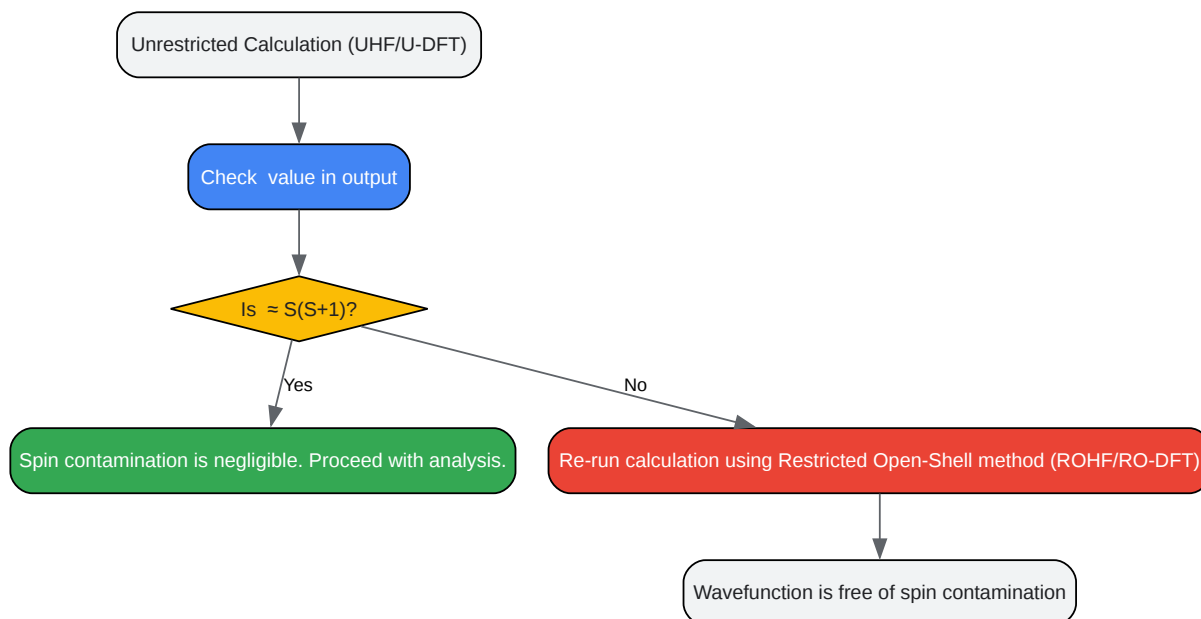 Unrestricted Calculation (UHF/U-DFT)
Check  value in output
Is  ≈ S(S+1)?
Yes
No
Spin contamination is negligible. Proceed with analysis.
Re-run calculation using Restricted Open-Shell method (ROHF/RO-DFT)
Wavefunction is free of spin contamination